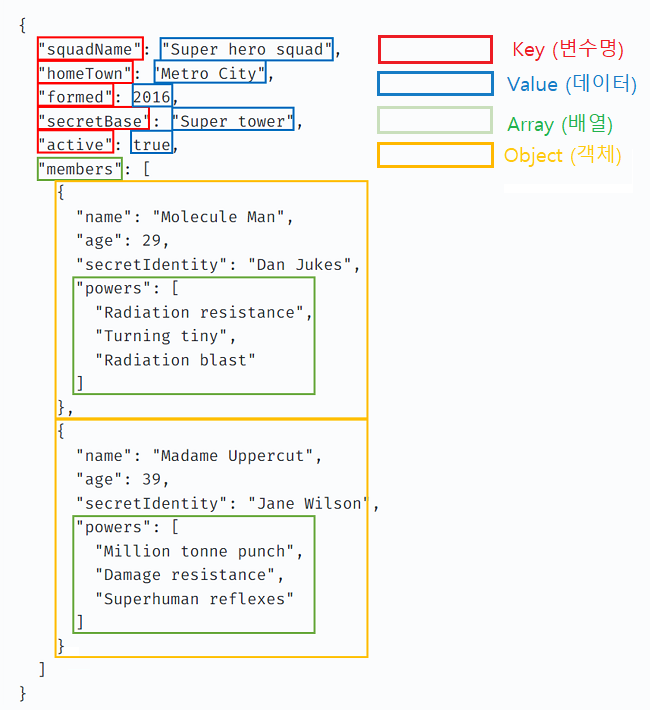 {
"squadName": "Super hero squad",
"homeTown": "Metro City",
"formed": 2016,
"secretBase": "Super tower",
"active": true,
"members": [
{
"name": "Molecule Man",
"age": 29,
"secretIdentity": "Dan Jukes",
"powers": [
"Radiation resistance",
"Turning tiny",
"Radiation blast"
]
},
{
"name": "Madame Uppercut",
"age": 39,
"secretIdentity": "Jane Wilson",
"powers": [
"Million tonne punch",
"Damage resistance",
"Superhuman reflexes"
]
}
]
}
Key (변수명)
Value (데이터)
Array (배열)
Object (객체)